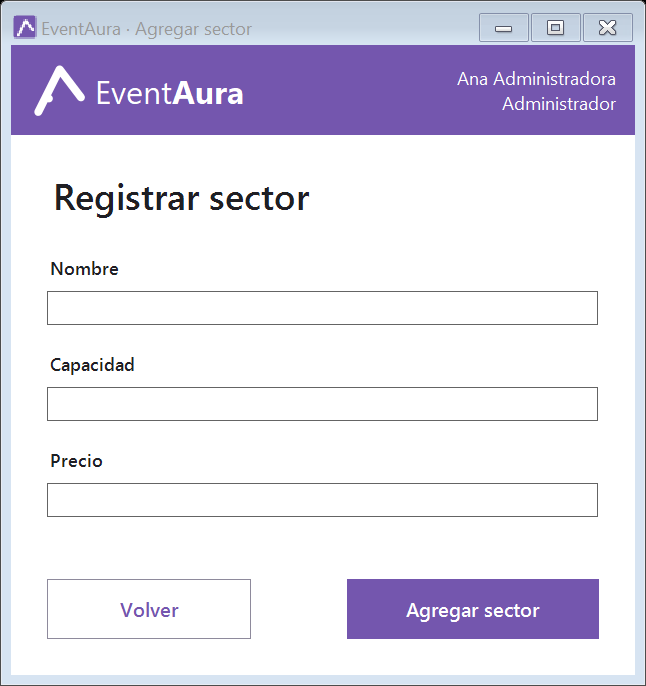 EventAura · Agregar sector
EventAura
Ana Administradora
Administrador
Registrar sector
Nombre
Capacidad
Precio
Volver
Agregar sector